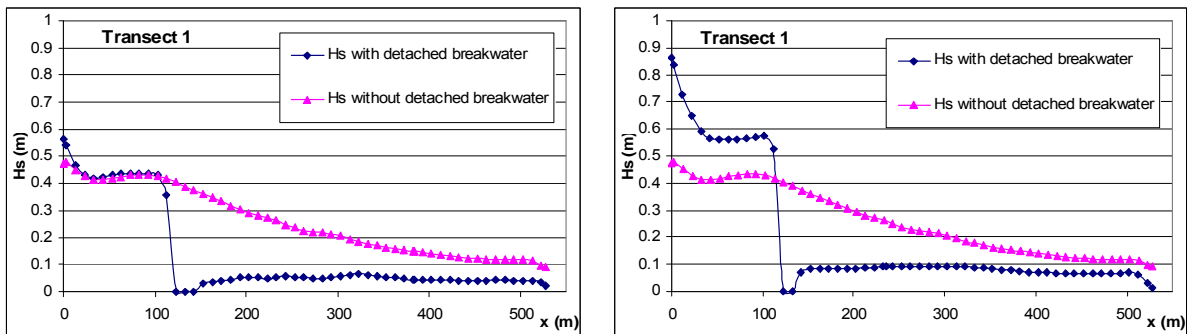 Transect 1
Hs with detached breakwater
Hs without detached breakwater
Hs (m)
1
0.9
0.8
0.7
0.6
0.5
0.4
0.3
0.2
0.1
0
0 100 200 300 400 500
x (m)
Transect 1
Hs with detached breakwater
Hs without detached breakwater
Hs (m)
1
0.9
0.8
0.7
0.6
0.5
0.4
0.3
0.2
0.1
0
0 100 200 300 400 500
x (m)